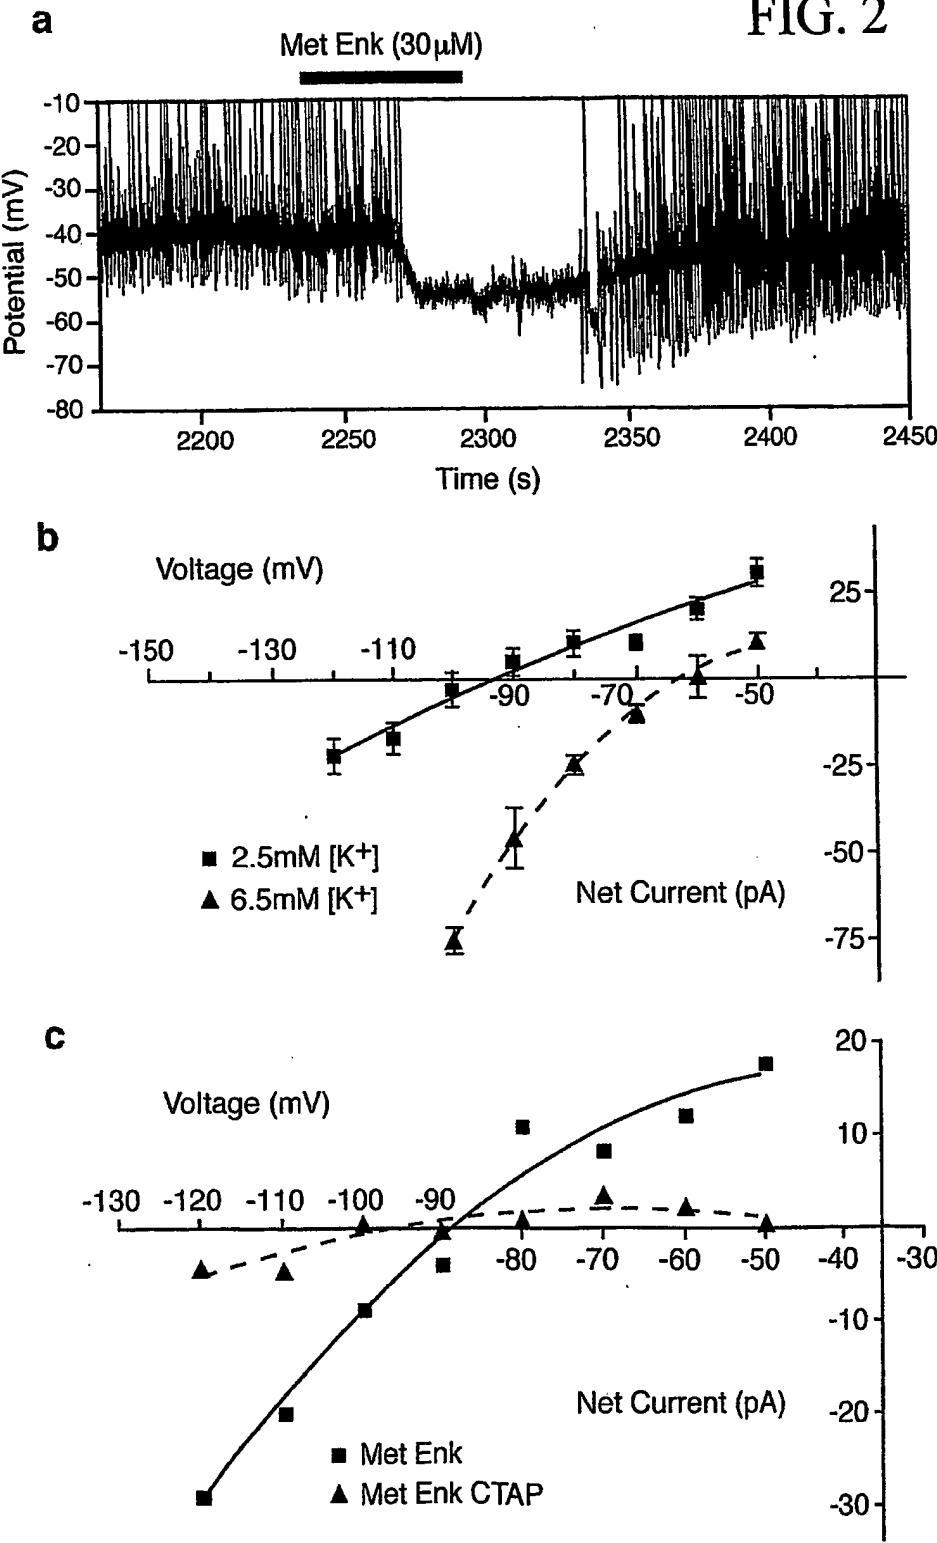 a
FIG. 2
Met Enk (30μM)
-10
-20
-30
-40
-50
-60
-70
-80
Potential (mV)
2200 2250 2300 2350 2400 2450
Time (s)
b
Voltage (mV)
25
-150 -130 -110
-90 -70 -50
-25
2.5mM [K+]
-50
6.5mM [K+]
Net Current (pA)
-75
c
20
Voltage (mV)
10
-130 -120 -110 -100 -90
-80 -70 -60 -50 -40 -30
-10
Net Current (pA)
-20
Met Enk
Met Enk CTAP
-30